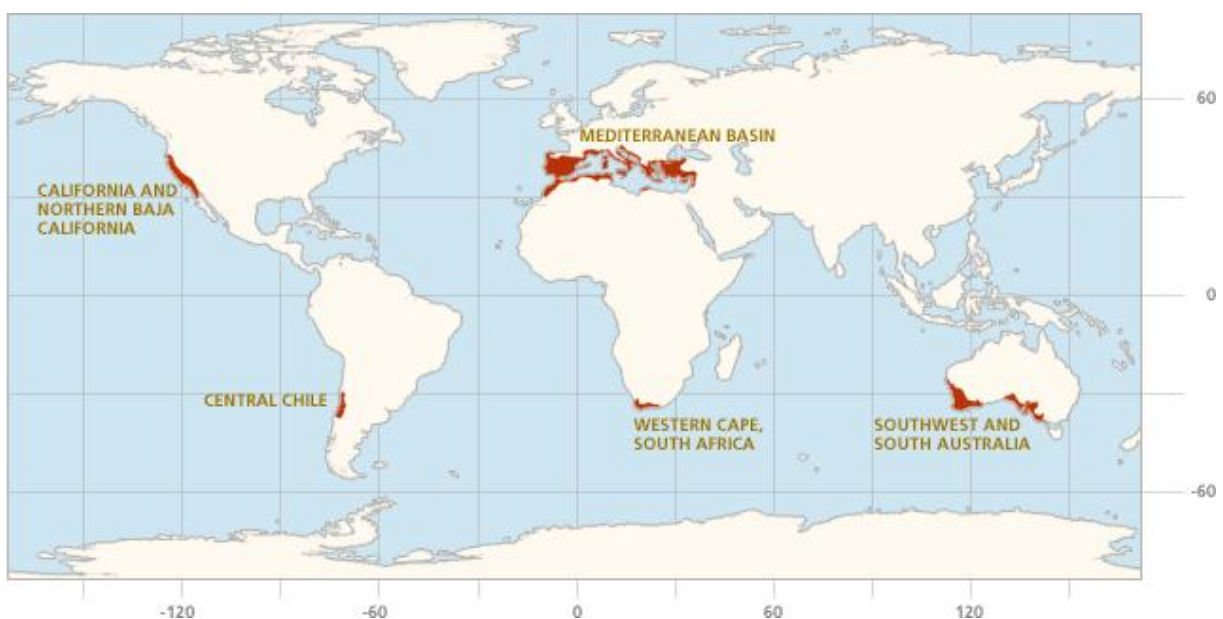 60
MEDITERRANEAN BASIN
CALIFORNIA AND
NORTHERN BAJA
CALIFORNIA
0
CENTRAL CHILE
WESTERN CAPE,
SOUTH AFRICA
SOUTHWEST AND
SOUTH AUSTRALIA
-60
-120
-60
0
60
120